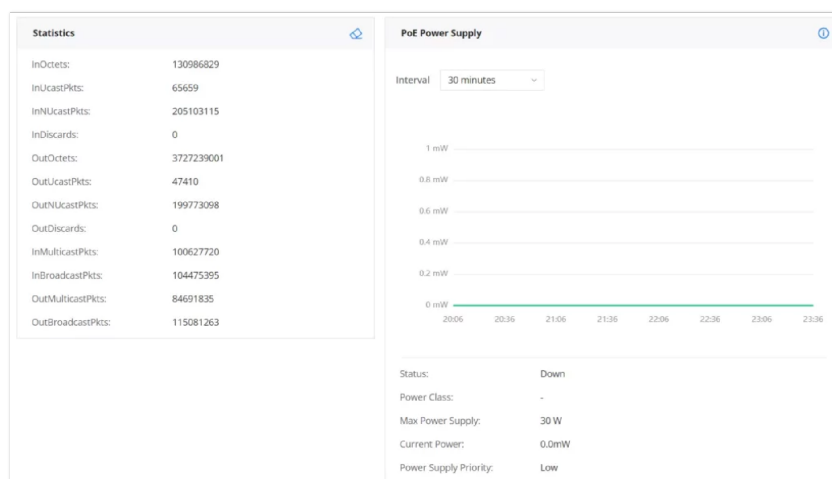 Statistics
InOctets: 130986829
InUcastPkts: 65659
InNUcastPkts: 205103115
InDiscards: 0
OutOctets: 3727239001
OutUcastPkts: 47410
OutNUcastPkts: 199773098
OutDiscards: 0
InMulticastPkts: 100627720
InBroadcastPkts: 104475395
OutMulticastPkts: 84691835
OutBroadcastPkts: 115081263
PoE Power Supply
Interval 30 minutes
1 mW
0.8 mW
0.6 mW
0.4 mW
0.2 mW
0 mW
20:06 20:36 21:06 21:36 22:06 22:36 23:06 23:36
Status: Down
Power Class: -
Max Power Supply: 30 W
Current Power: 0.0mW
Power Supply Priority: Low